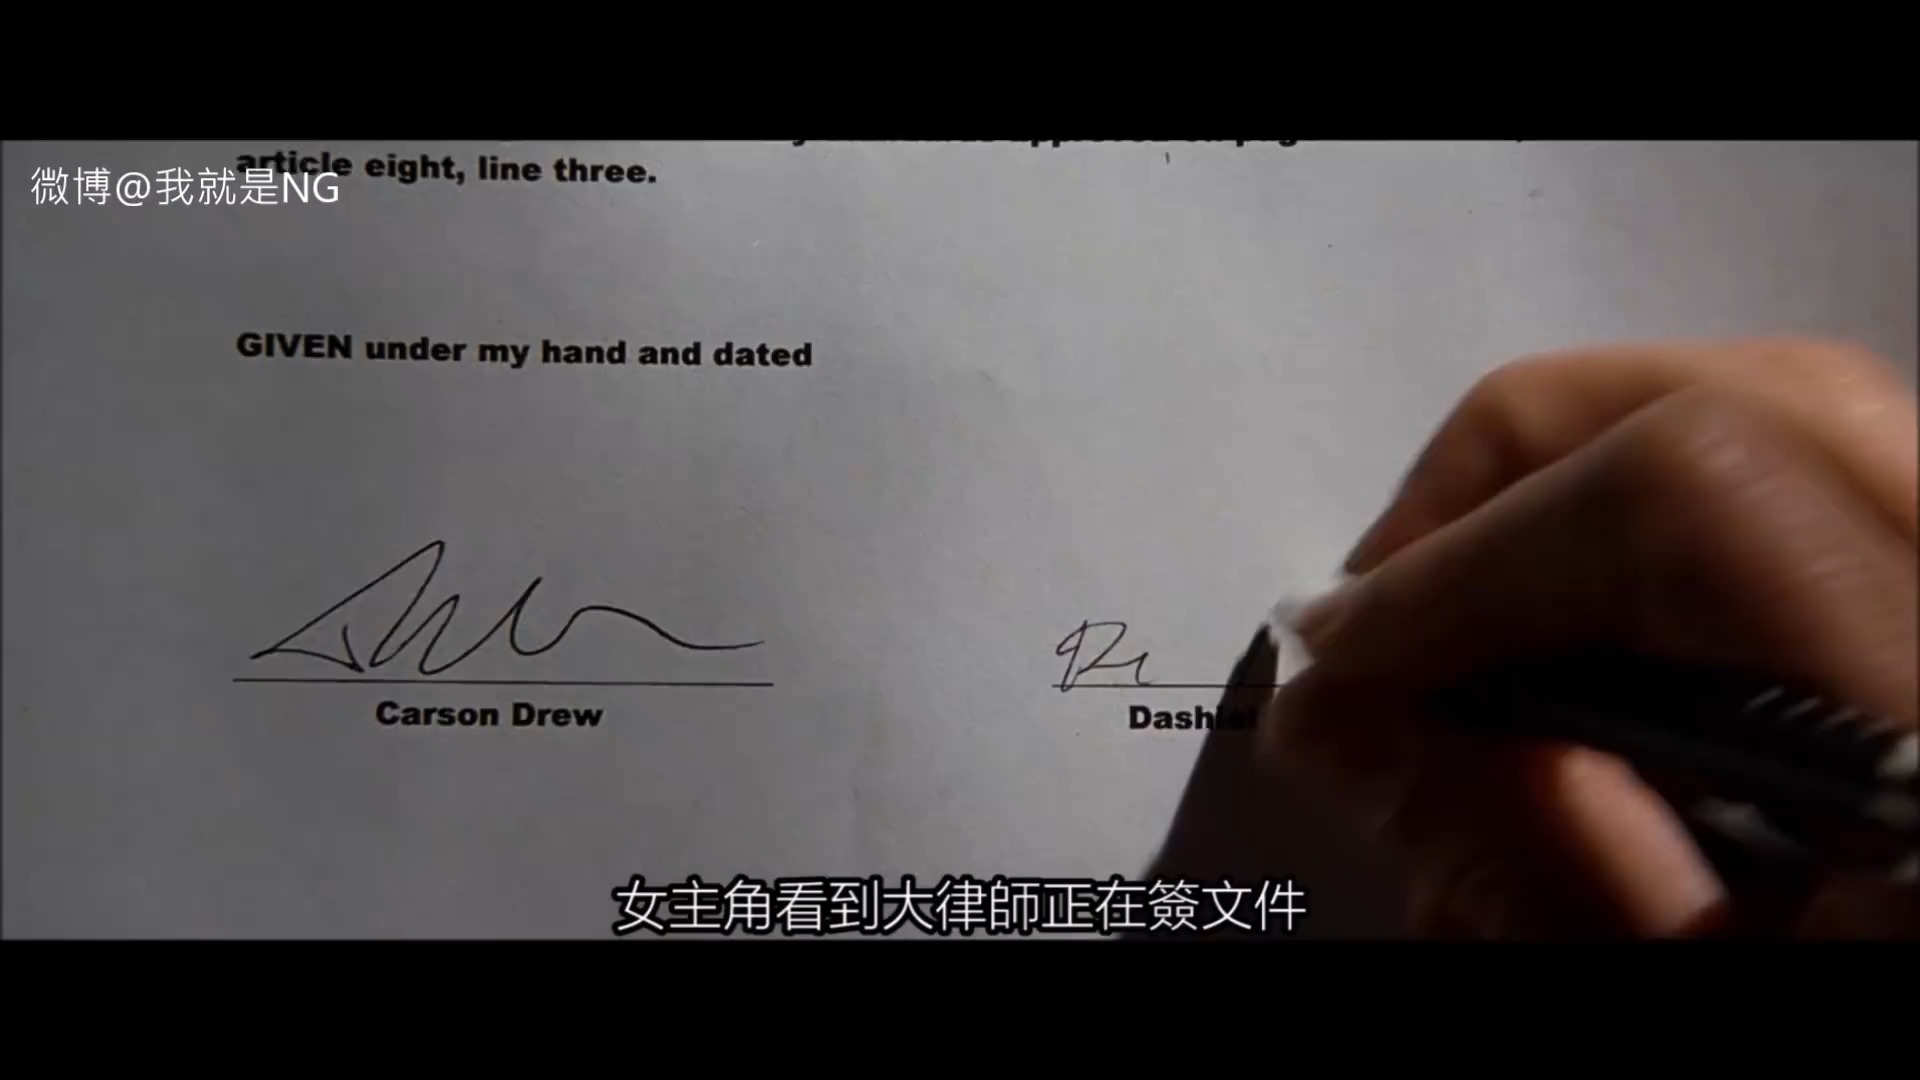 article eight, line three.
微博@我就是NG
GIVEN under my hand and dated
Carson Drew
Dashiel
女主角看到大律師正在簽文件